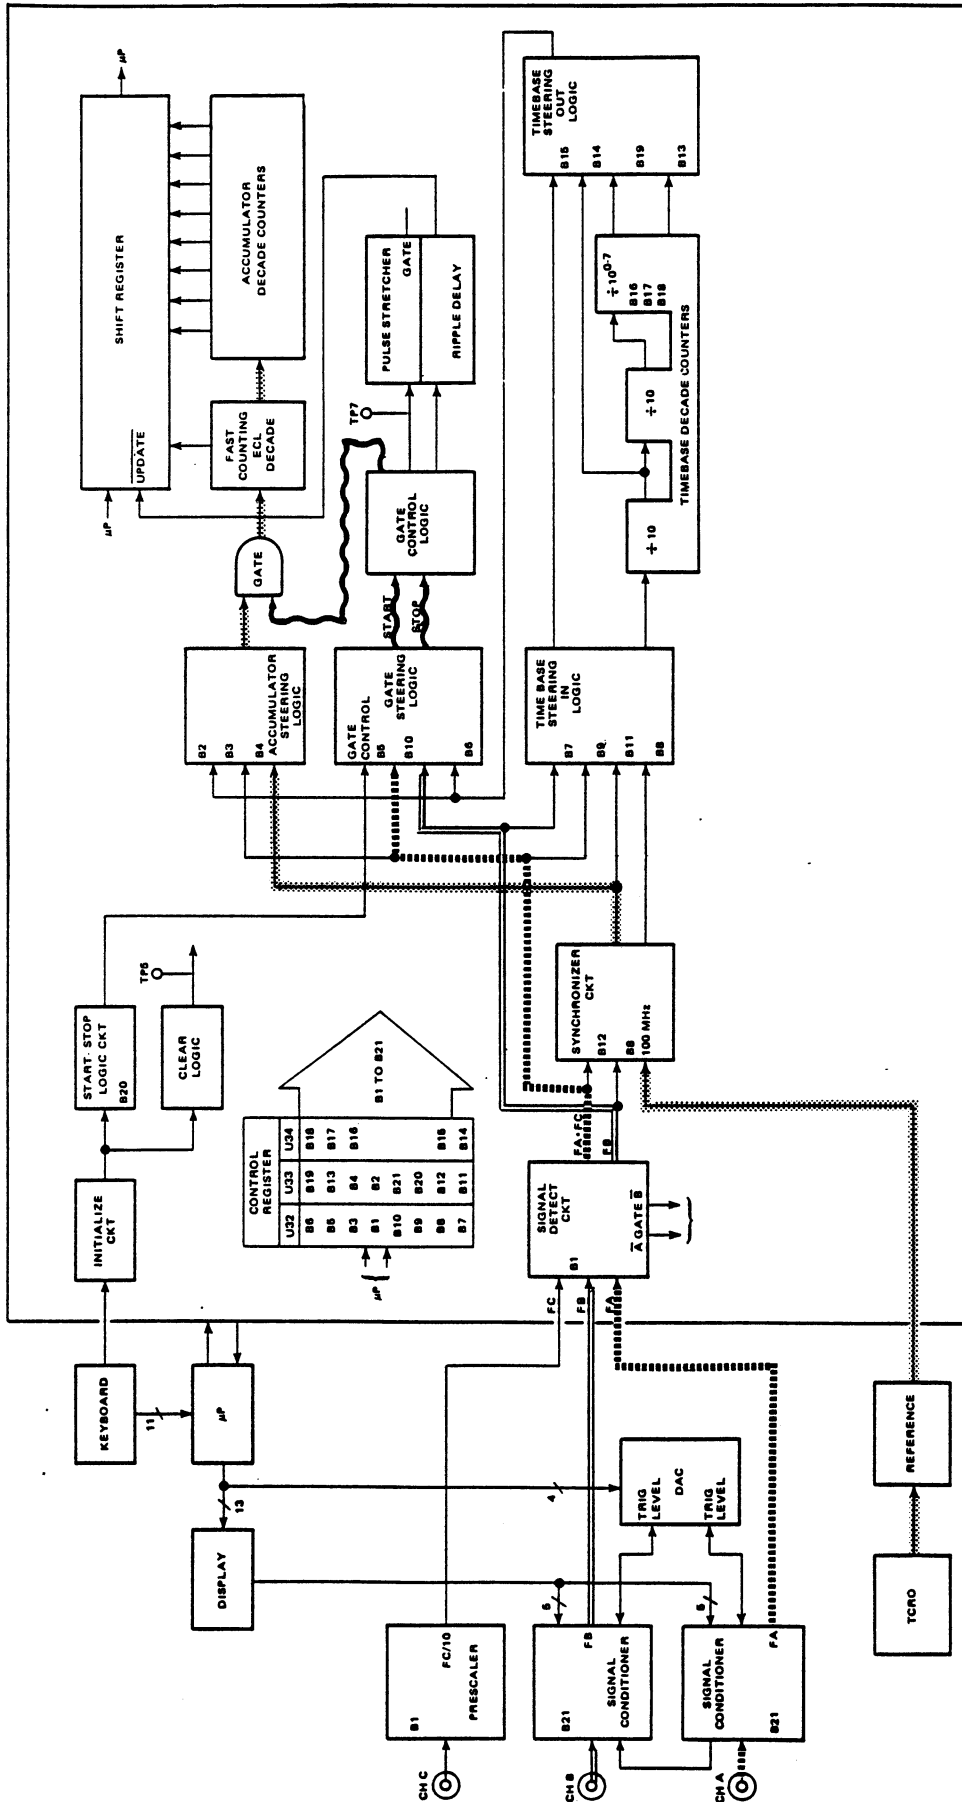 CH C
B1
FC/10
PRESCALER
CH B
B21
FB
SIGNAL
CONDITIONER
CH A
SIGNAL
CONDITIONER
B21
FA
TCRO
REFERENCE
DISPLAY
13
5
5
4
TRIG
LEVEL
DAC
TRIG
LEVEL
KEYBOARD
11
μP
FC
FB
FA
INITIALIZE
CKT
START-STOP
LOGIC CKT
B20
CLEAR
LOGIC
TP5
CONTROL
REGISTER
U32 U33 U34
B6 B19 B18
B5 B13 B17
B3 B4 B16
B1 B2
B10 B21
B9 B20
B8 B12 B15
B7 B11 B14
μP
B1 TO B21
SIGNAL
DETECT
CKT
B1
A GATE B
FA·FC
FB
SYNCHRONIZER
CKT
B12
B8
100 MHz
B2
B3
B4
ACCUMULATOR
STEERING
LOGIC
GATE
CONTROL
B5
GATE
STEERING
LOGIC
B10
B6
START
STOP
TIME BASE
STEERING
IN
LOGIC
B7
B9
B11
B8
GATE
GATE
CONTROL
LOGIC
TP7
PULSE STRETCHER
GATE
RIPPLE DELAY
FAST
COUNTING
ECL
DECADE
ACCUMULATOR
DECADE COUNTERS
SHIFT REGISTER
UPDATE
μP
μP
÷10
÷10
÷10⁰⁻⁷
B16
B17
B18
TIMEBASE DECADE COUNTERS
TIMEBASE
STEERING
OUT
LOGIC
B15
B14
B19
B13